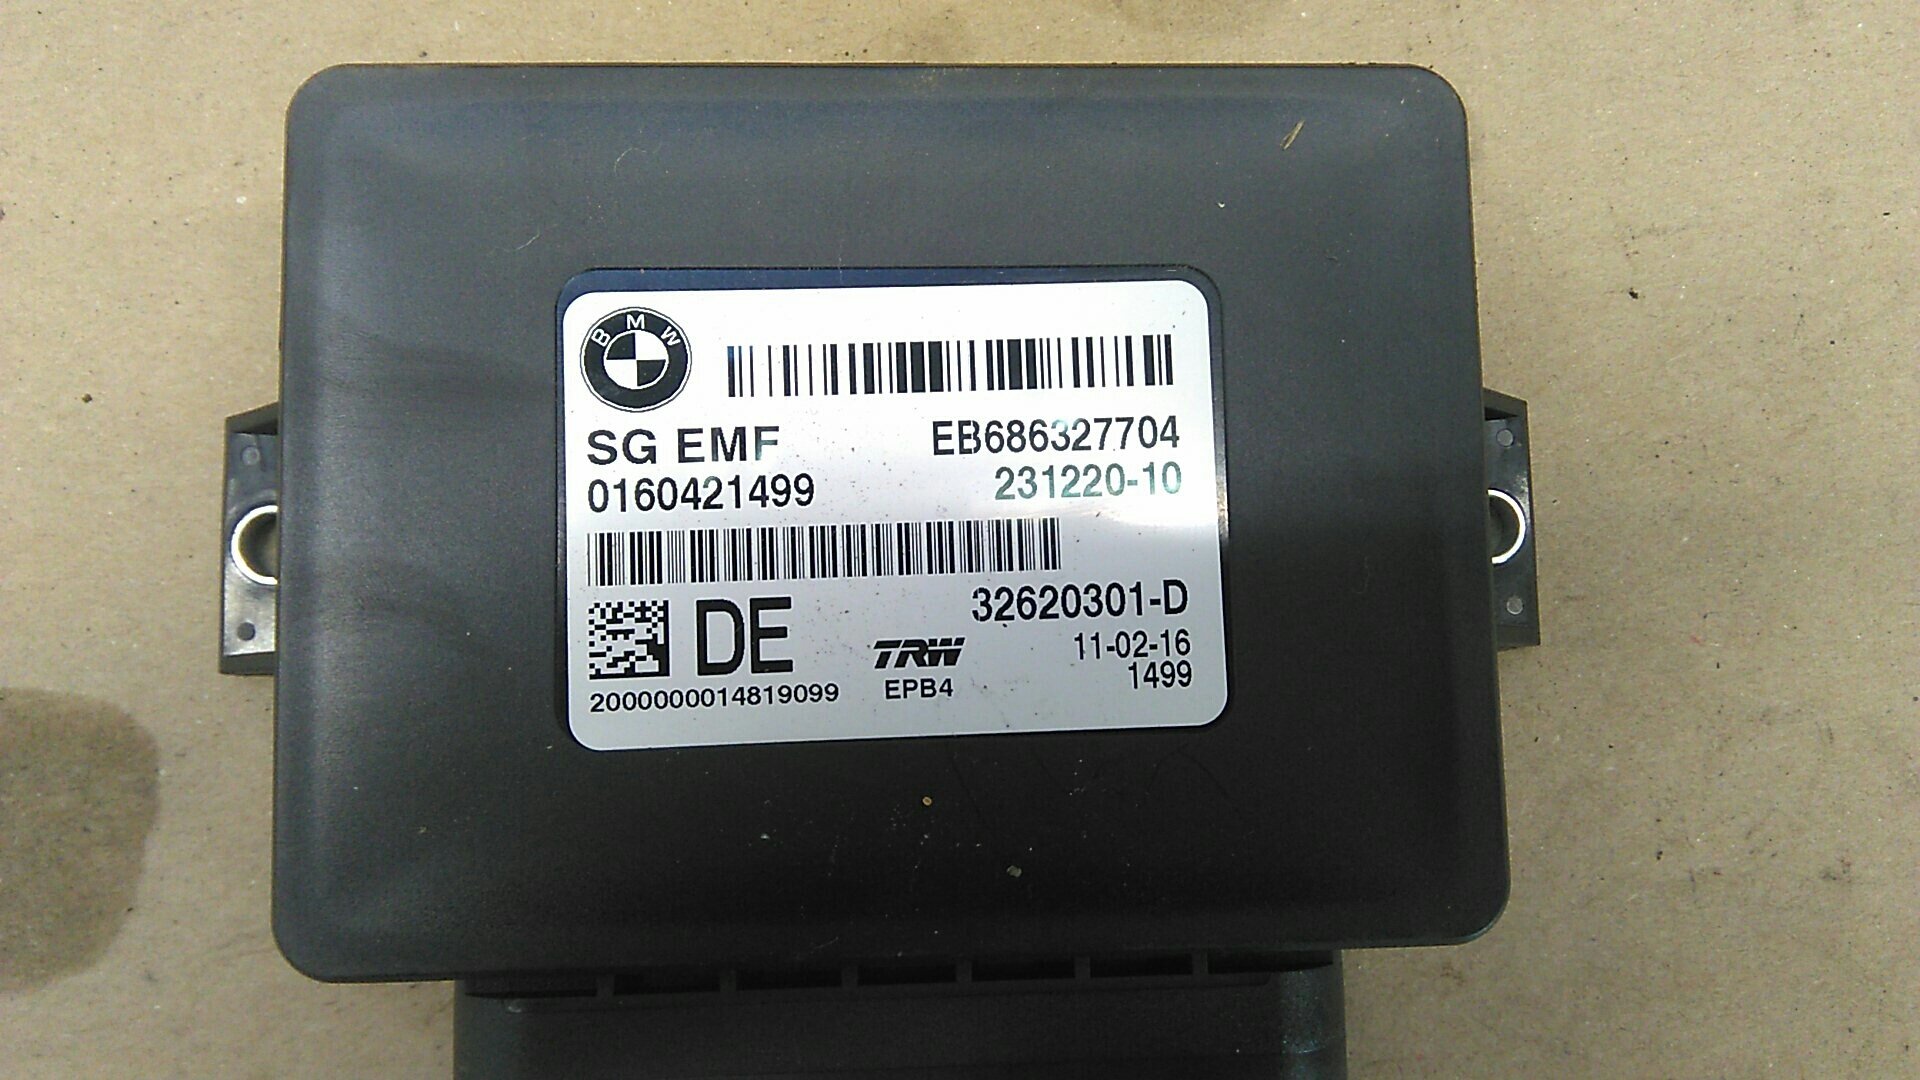 BMW
SG EMF EB686327704
0160421499 231220-10
32620301-D
DE TRW 11-02-16
2000000014819099 EPB4 1499